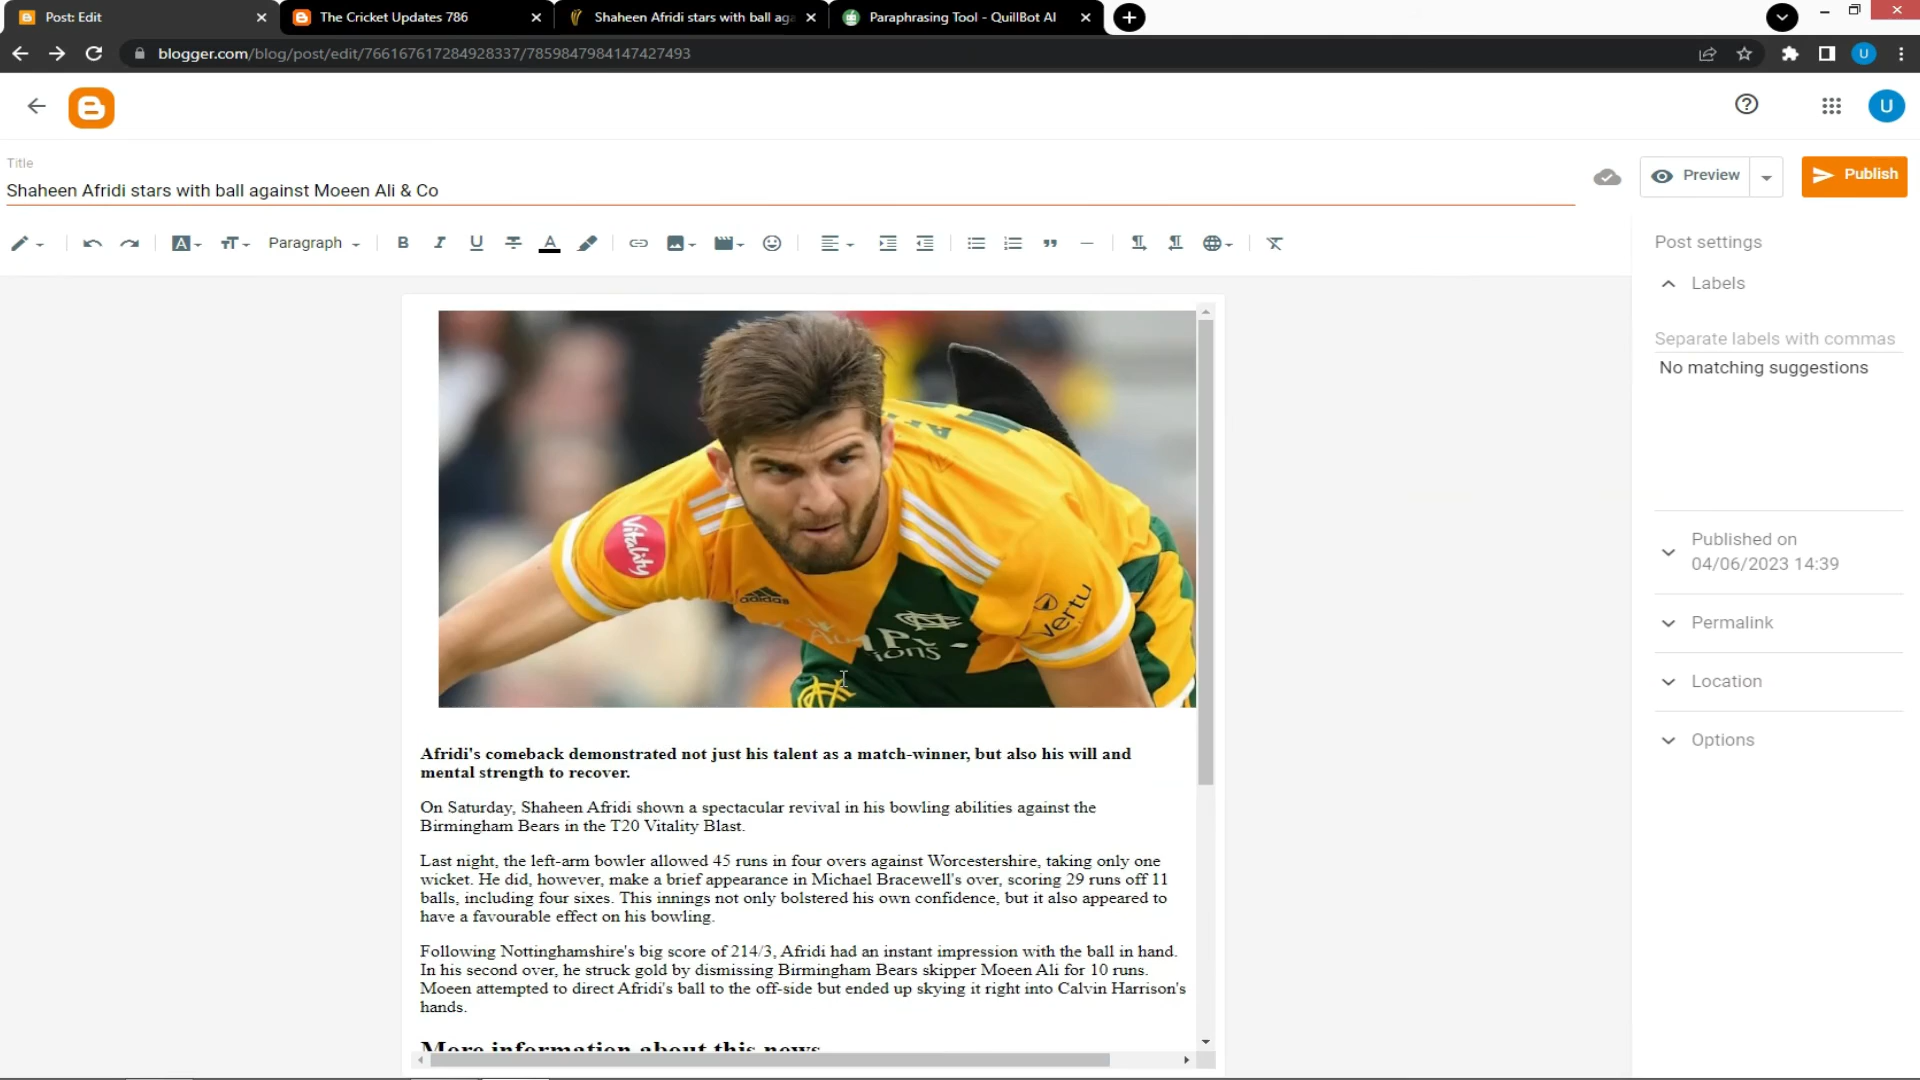 Post: Edit
The Cricket Updates 786
Shaheen Afridi stars with ball aga
Paraphrasing Tool - QuillBot AI
blogger.com/blog/post/edit/766167617284928337/7859847984147427493
U
U
Title
Shaheen Afridi stars with ball against Moeen Ali & Co
Preview
Publish
Paragraph
B
I
U
A
Post settings
Labels
Separate labels with commas
No matching suggestions
Published on
04/06/2023 14:39
Permalink
Location
Options
Vitality
adidas
Vertu
Afridi's comeback demonstrated not just his talent as a match-winner, but also his will and
mental strength to recover.
On Saturday, Shaheen Afridi shown a spectacular revival in his bowling abilities against the
Birmingham Bears in the T20 Vitality Blast.
Last night, the left-arm bowler allowed 45 runs in four overs against Worcestershire, taking only one
wicket. He did, however, make a brief appearance in Michael Bracewell's over, scoring 29 runs off 11
balls, including four sixes. This innings not only bolstered his own confidence, but it also appeared to
have a favourable effect on his bowling.
Following Nottinghamshire's big score of 214/3, Afridi had an instant impression with the ball in hand.
In his second over, he struck gold by dismissing Birmingham Bears skipper Moeen Ali for 10 runs.
Moeen attempted to direct Afridi's ball to the off-side but ended up skying it right into Calvin Harrison's
hands.
More information about this news